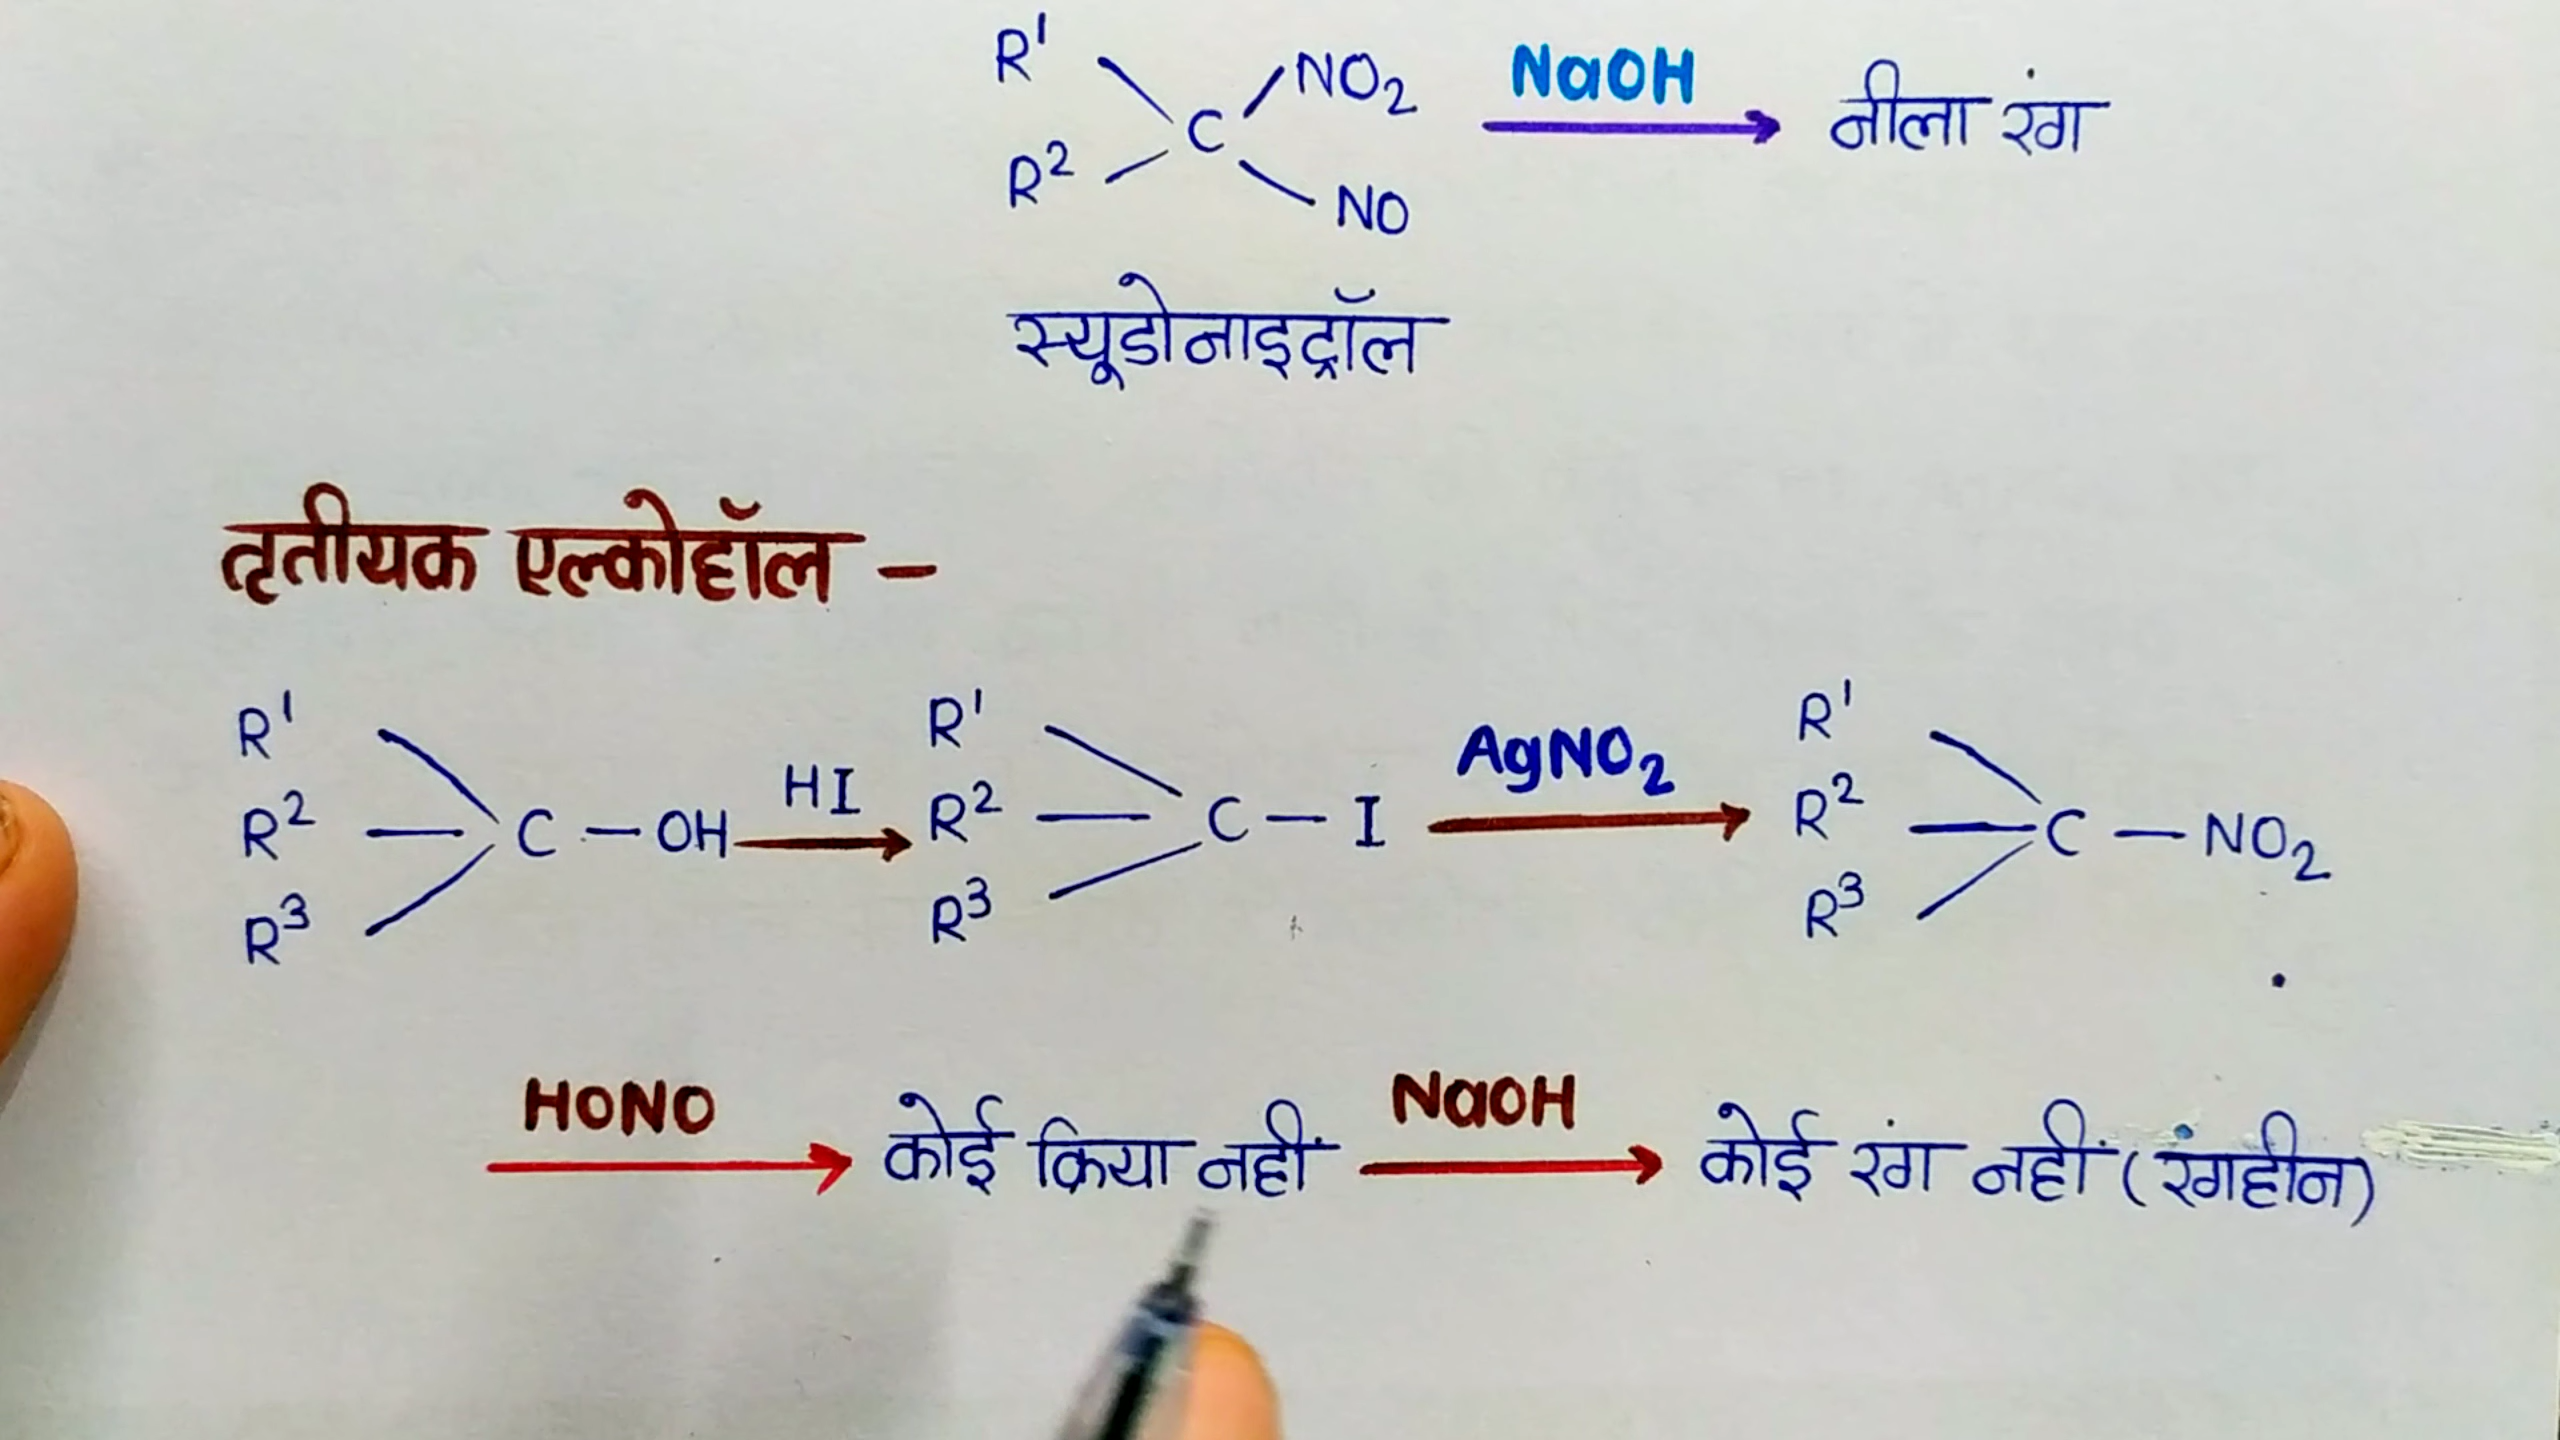 R¹ NO₂ NaOH
C नीला रंग
R² NO
स्यूडोनाइट्रॉल
तृतीयक एल्कोहॉल –
R¹ R¹ R¹
R² C – OH HI R² C – I AgNO₂ R² C – NO₂
R³ R³ R³
HONO कोई क्रिया नहीं NaOH कोई रंग नहीं (रंगहीन)